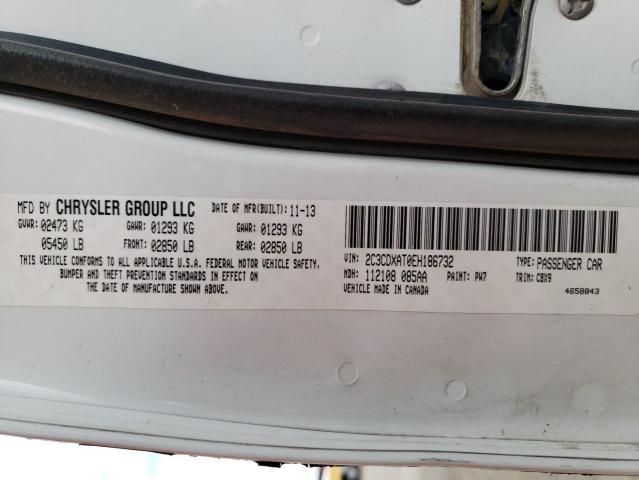 MFD BY CHRYSLER GROUP LLC DATE OF MFR(BUILT): 11-13
GVWR: 02473 KG GAWR: 01293 KG GAWR: 01293 KG
05450 LB FRONT: 02850 LB REAR: 02850 LB
THIS VEHICLE CONFORMS TO ALL APPLICABLE U.S.A. FEDERAL MOTOR VEHICLE SAFETY,
BUMPER AND THEFT PREVENTION STANDARDS IN EFFECT ON
THE DATE OF MANUFACTURE SHOWN ABOVE.
VIN: 2C3CDXAT0EH186732 TYPE: PASSENGER CAR
MDH: 112108 085AA PAINT: PW7 TRIM: CBX9
VEHICLE MADE IN CANADA 4658843